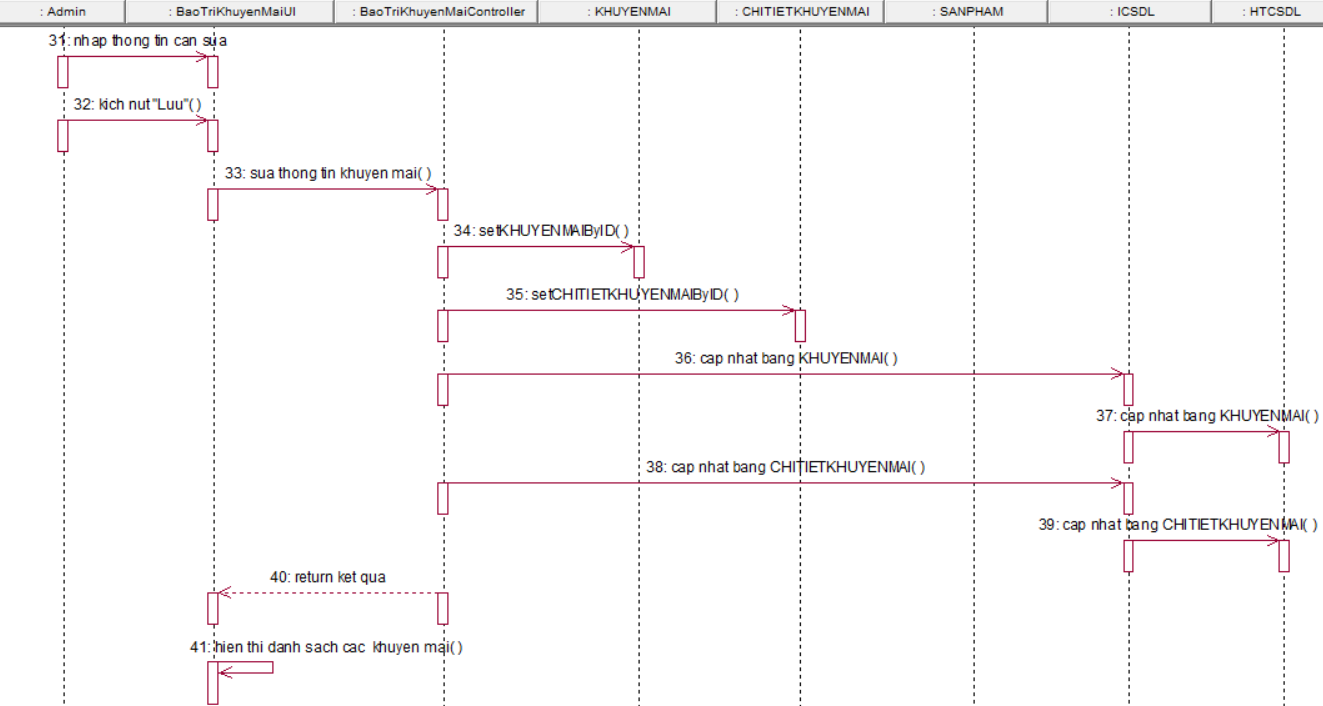 : Admin
: BaoTriKhuyenMaiUI
: BaoTriKhuyenMaiController
: KHUYENMAI
: CHITIETKHUYENMAI
: SANPHAM
: ICSDL
: HTCSDL
31: nhap thong tin can sua
32: kich nut "Luu"( )
33: sua thong tin khuyen mai( )
34: setKHUYENMAIByID( )
35: setCHITIETKHUYENMAIByID( )
36: cap nhat bang KHUYENMAI( )
37: cap nhat bang KHUYENMAI( )
38: cap nhat bang CHITIETKHUYENMAI( )
39: cap nhat bang CHITIETKHUYENMAI( )
40: return ket qua
41: hien thi danh sach cac khuyen mai( )